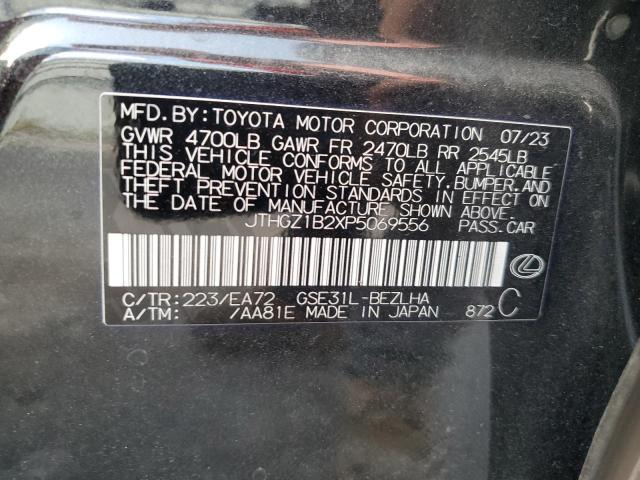 MFD.BY:TOYOTA MOTOR CORPORATION 07/23
GVWR 4700LB GAWR FR 2470LB RR 2545LB
THIS VEHICLE CONFORMS TO ALL APPLICABLE
FEDERAL MOTOR VEHICLE SAFETY,BUMPER,AND
THEFT PREVENTION STANDARDS IN EFFECT ON
THE DATE OF MANUFACTURE SHOWN ABOVE.
JTHGZ1B2XP5069556 PASS.CAR
C/TR:223/EA72 GSE31L-BEZLHA
A/TM: /AA81E MADE IN JAPAN 872 C